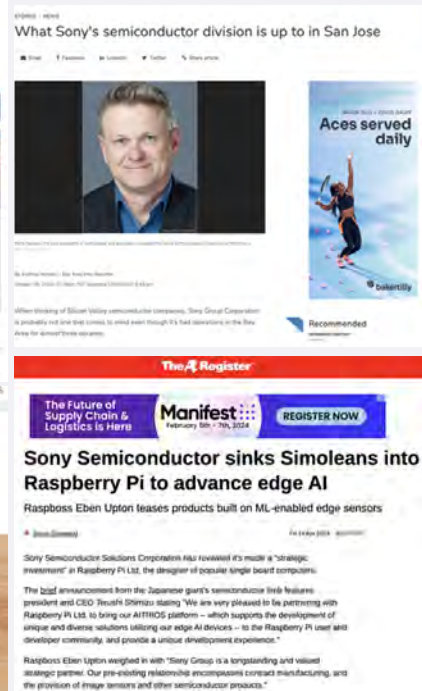 STORIES / NEWS
What Sony's semiconductor division is up to in San Jose
Email Facebook LinkedIn Twitter Share article
Aces served
daily
bakertilly
When thinking of Silicon Valley semiconductor companies, Sony Group Corporation
is probably not one that comes to mind even though it's had operations in the Bay
Area for almost three decades.
Recommended
The Register
The Future of
Supply Chain &
Logistics is Here
Manifest
February 5th - 7th, 2024
REGISTER NOW
Sony Semiconductor sinks Simoleans into
Raspberry Pi to advance edge AI
Raspboss Eben Upton teases products built on ML-enabled edge sensors
Sony Semiconductor Solutions Corporation has revealed it's made a "strategic
investment" in Raspberry Pi Ltd, the designer of popular single board computers.
The brief announcement from the Japanese giant's semiconductor limb features
president and CEO Terushi Shimizu stating "We are very pleased to be partnering with
Raspberry Pi Ltd. to bring our AITRIOS platform – which supports the development of
unique and diverse solutions utilizing our edge AI devices – to the Raspberry Pi user and
developer community, and provide a unique development experience."
Raspboss Eben Upton weighed in with "Sony Group is a longstanding and valued
strategic partner. Our pre-existing relationship encompasses contract manufacturing, and
the provision of image sensors and other semiconductor products."